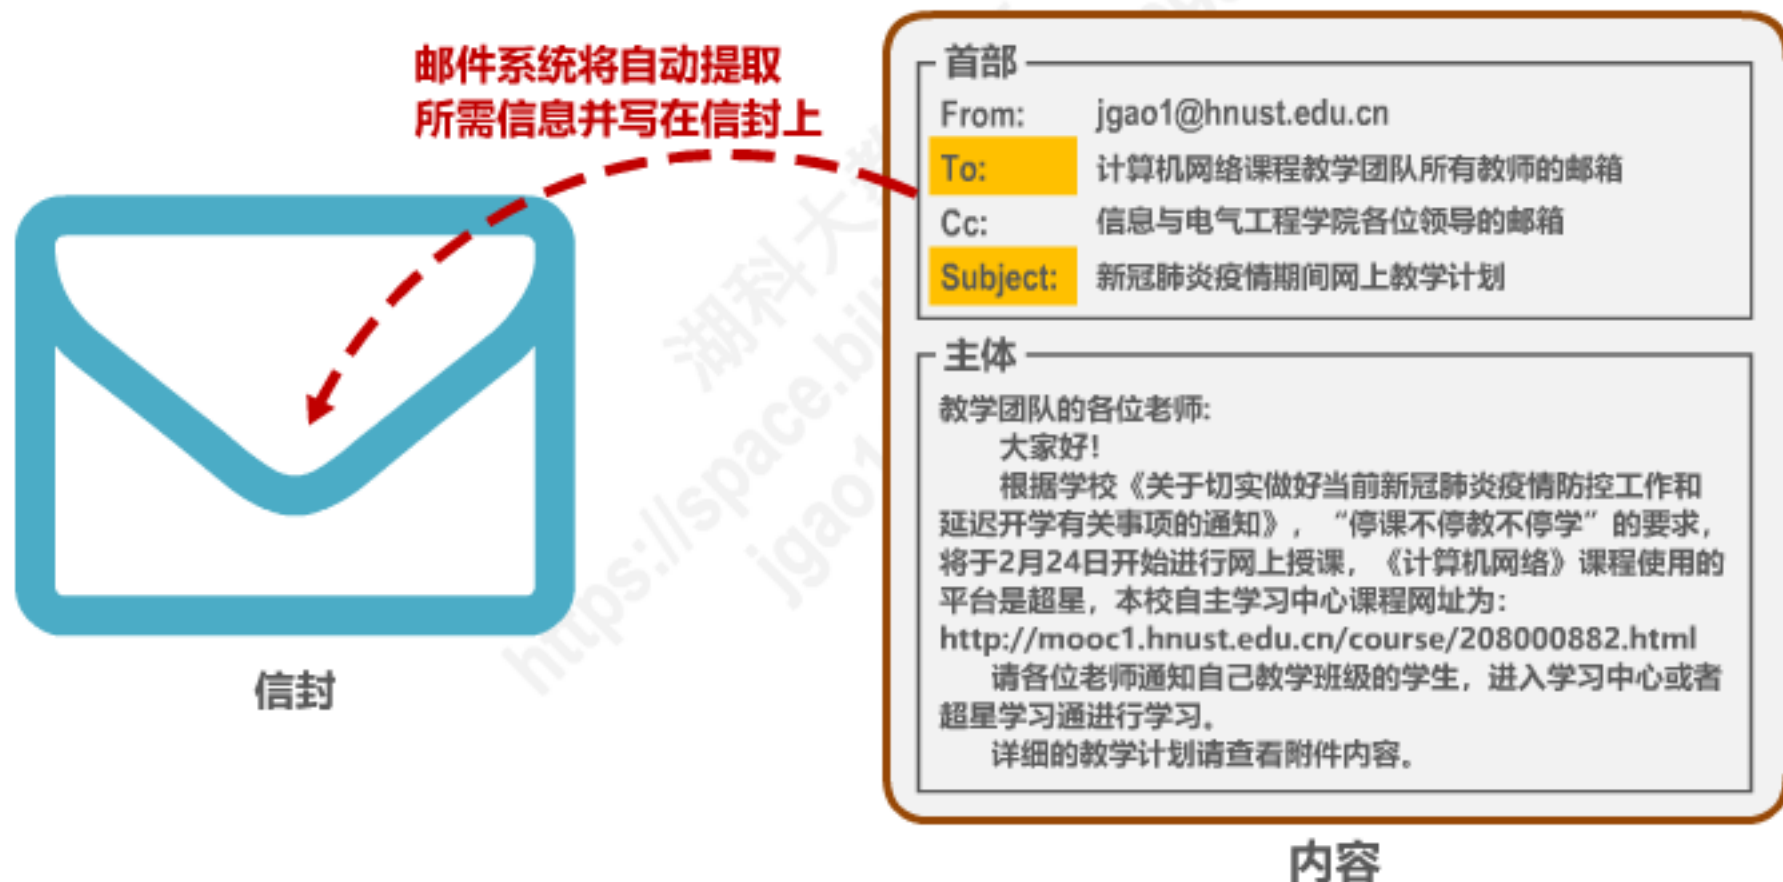 邮件系统将自动提取
所需信息并写在信封上
信封
首部
From: jgao1@hnust.edu.cn
To: 计算机网络课程教学团队所有教师的邮箱
Cc: 信息与电气工程学院各位领导的邮箱
Subject: 新冠肺炎疫情期间网上教学计划
主体
教学团队的各位老师:
大家好!
根据学校《关于切实做好当前新冠肺炎疫情防控工作和
延迟开学有关事项的通知》，“停课不停教不停学”的要求，
将于2月24日开始进行网上授课，《计算机网络》课程使用的
平台是超星，本校自主学习中心课程网址为:
http://mooc1.hnust.edu.cn/course/208000882.html
请各位老师通知自己教学班级的学生，进入学习中心或者
超星学习通进行学习。
详细的教学计划请查看附件内容。
内容
湖科大教
https://space.bili
jgao1